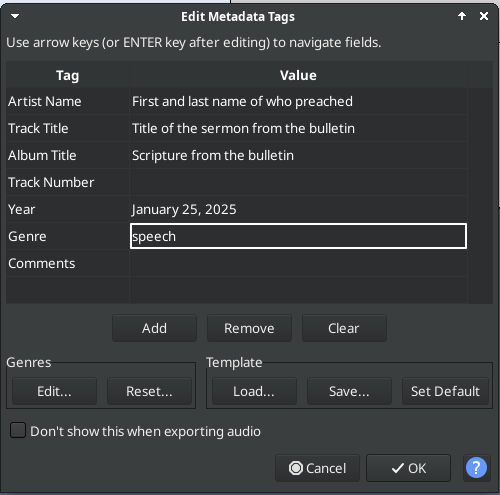 Edit Metadata Tags
Use arrow keys (or ENTER key after editing) to navigate fields.
Tag Value
Artist Name First and last name of who preached
Track Title Title of the sermon from the bulletin
Album Title Scripture from the bulletin
Track Number
Year January 25, 2025
Genre speech
Comments
Add Remove Clear
Genres Template
Edit... Reset... Load... Save... Set Default
Don't show this when exporting audio
Cancel OK ?